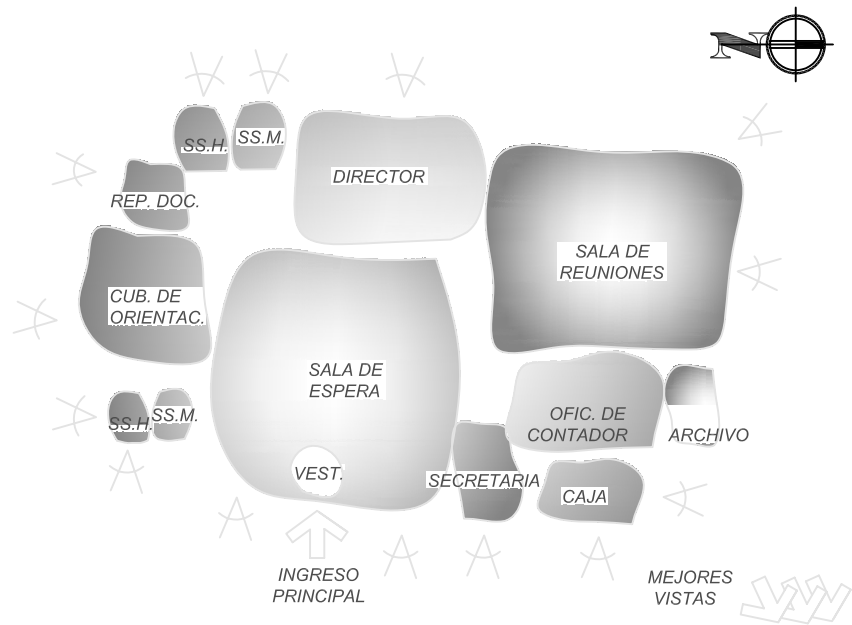 N
SS.H.
SS.M.
DIRECTOR
REP. DOC.
SALA DE
REUNIONES
CUB. DE
ORIENTAC.
SALA DE
ESPERA
SS.H.
SS.M.
OFIC. DE
CONTADOR
ARCHIVO
VEST.
SECRETARIA
CAJA
INGRESO
PRINCIPAL
MEJORES
VISTAS